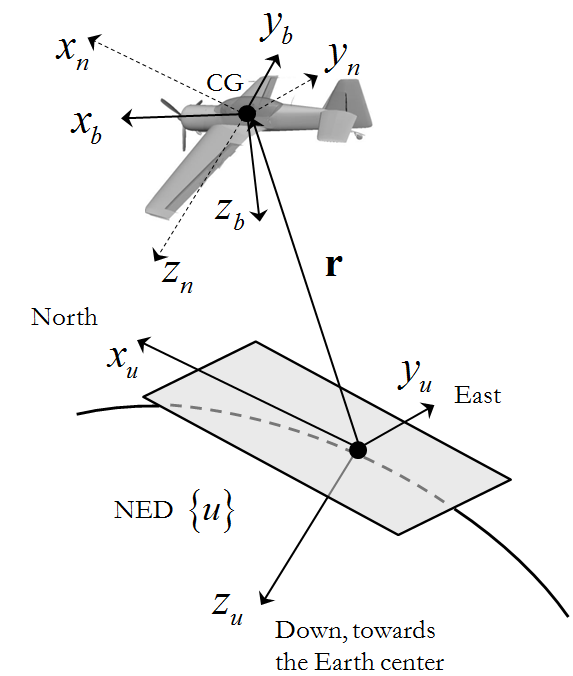 y_b
x_n
y_n
CG
x_b
z_b
z_n
r
North
x_u
y_u
East
NED {u}
z_u
Down, towards
the Earth center